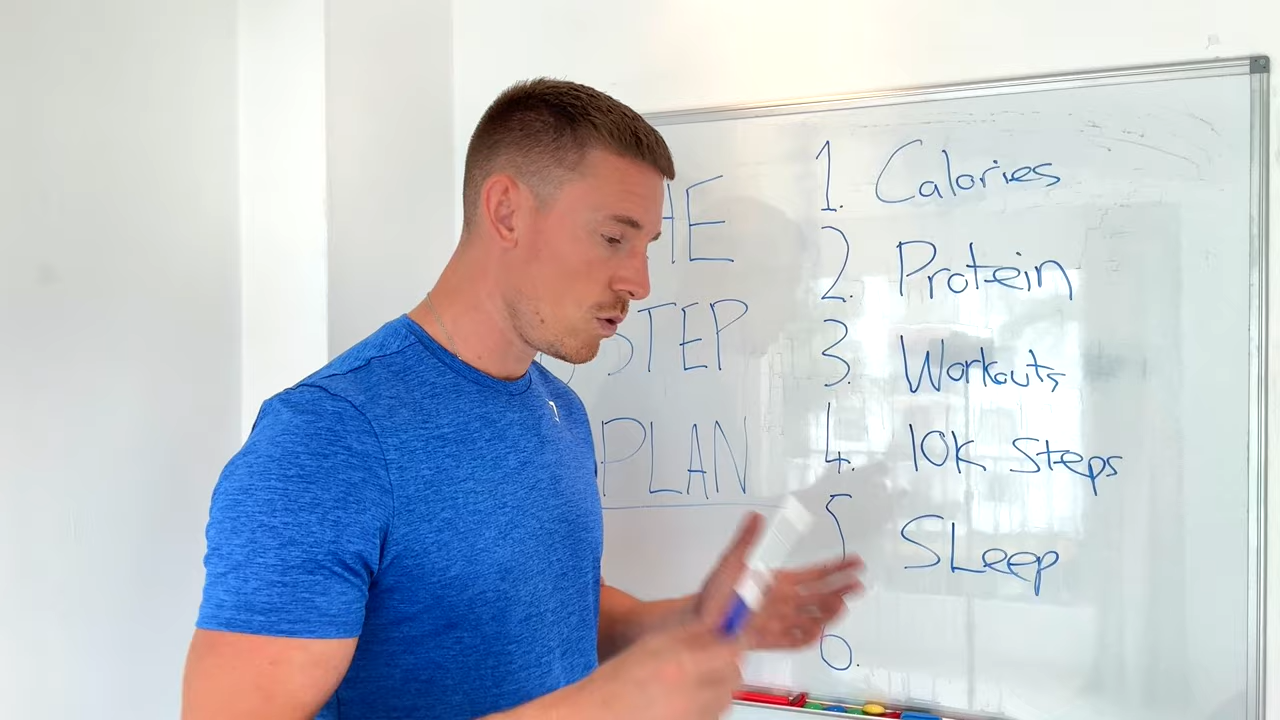 HE
STEP
PLAN
1. Calories
2. Protein
3. Workouts
4. 10K Steps
5 SLeep
6.